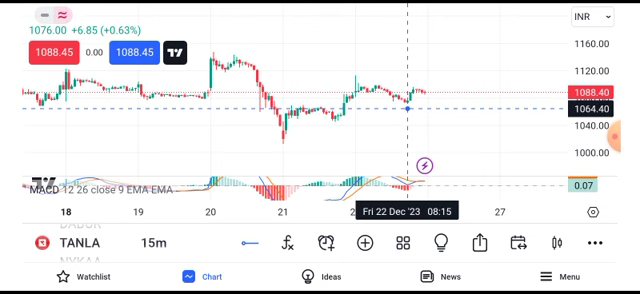 INR
1076.00 +6.85 (+0.63%)
1088.45 0.00 1088.45
1160.00
1120.00
1088.40
1064.40
1040.00
1000.00
MACD 12 26 close 9 EMA EMA
0.07
18 19 20 21 Fri 22 Dec '23 08:15 27
DABUR
TANLA 15m
NYKAA
Watchlist Chart Ideas News Menu